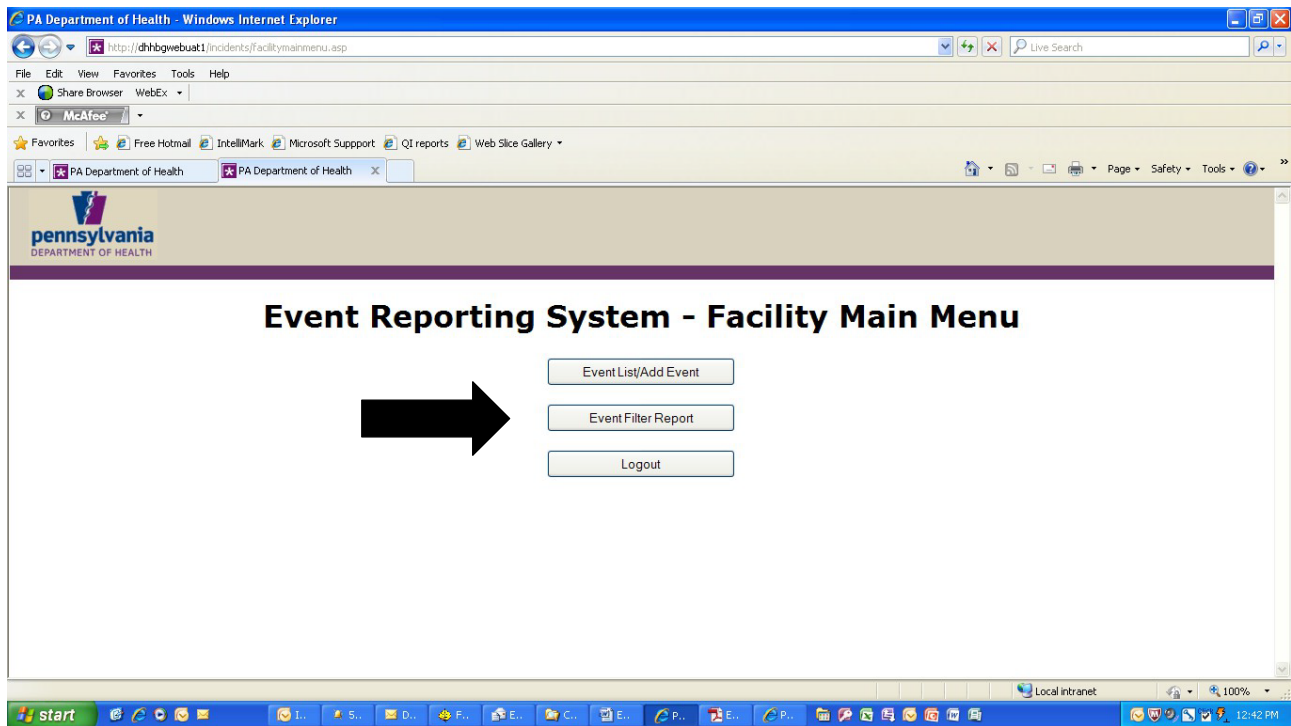 PA Department of Health - Windows Internet Explorer
http://dhhbgwebuat1/incidents/facilitymainmenu.asp
Live Search
File Edit View Favorites Tools Help
x Share Browser WebEx
x McAfee
Favorites Free Hotmail IntelliMark Microsoft Suppport QI reports Web Slice Gallery
PA Department of Health PA Department of Health X Page Safety Tools »
pennsylvania
DEPARTMENT OF HEALTH
Event Reporting System - Facility Main Menu
Event List/Add Event
Event Filter Report
Logout
Local intranet 100%
start I.. 5.. D.. F.. E.. C.. E.. P.. E.. P.. 12:42 PM